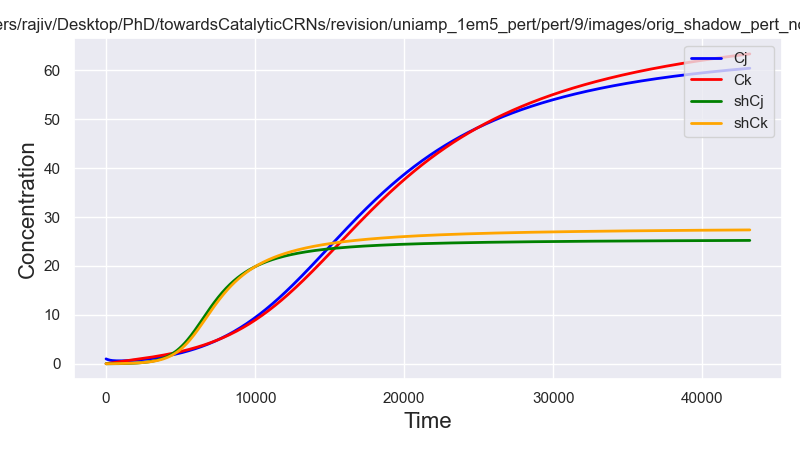 ers/rajiv/Desktop/PhD/towardsCatalyticCRNs/revision/uniamp_1em5_pert/pert/9/images/orig_shadow_pert_no
Concentration
60
50
40
30
20
10
0
Cj
Ck
shCj
shCk
0 10000 20000 30000 40000
Time